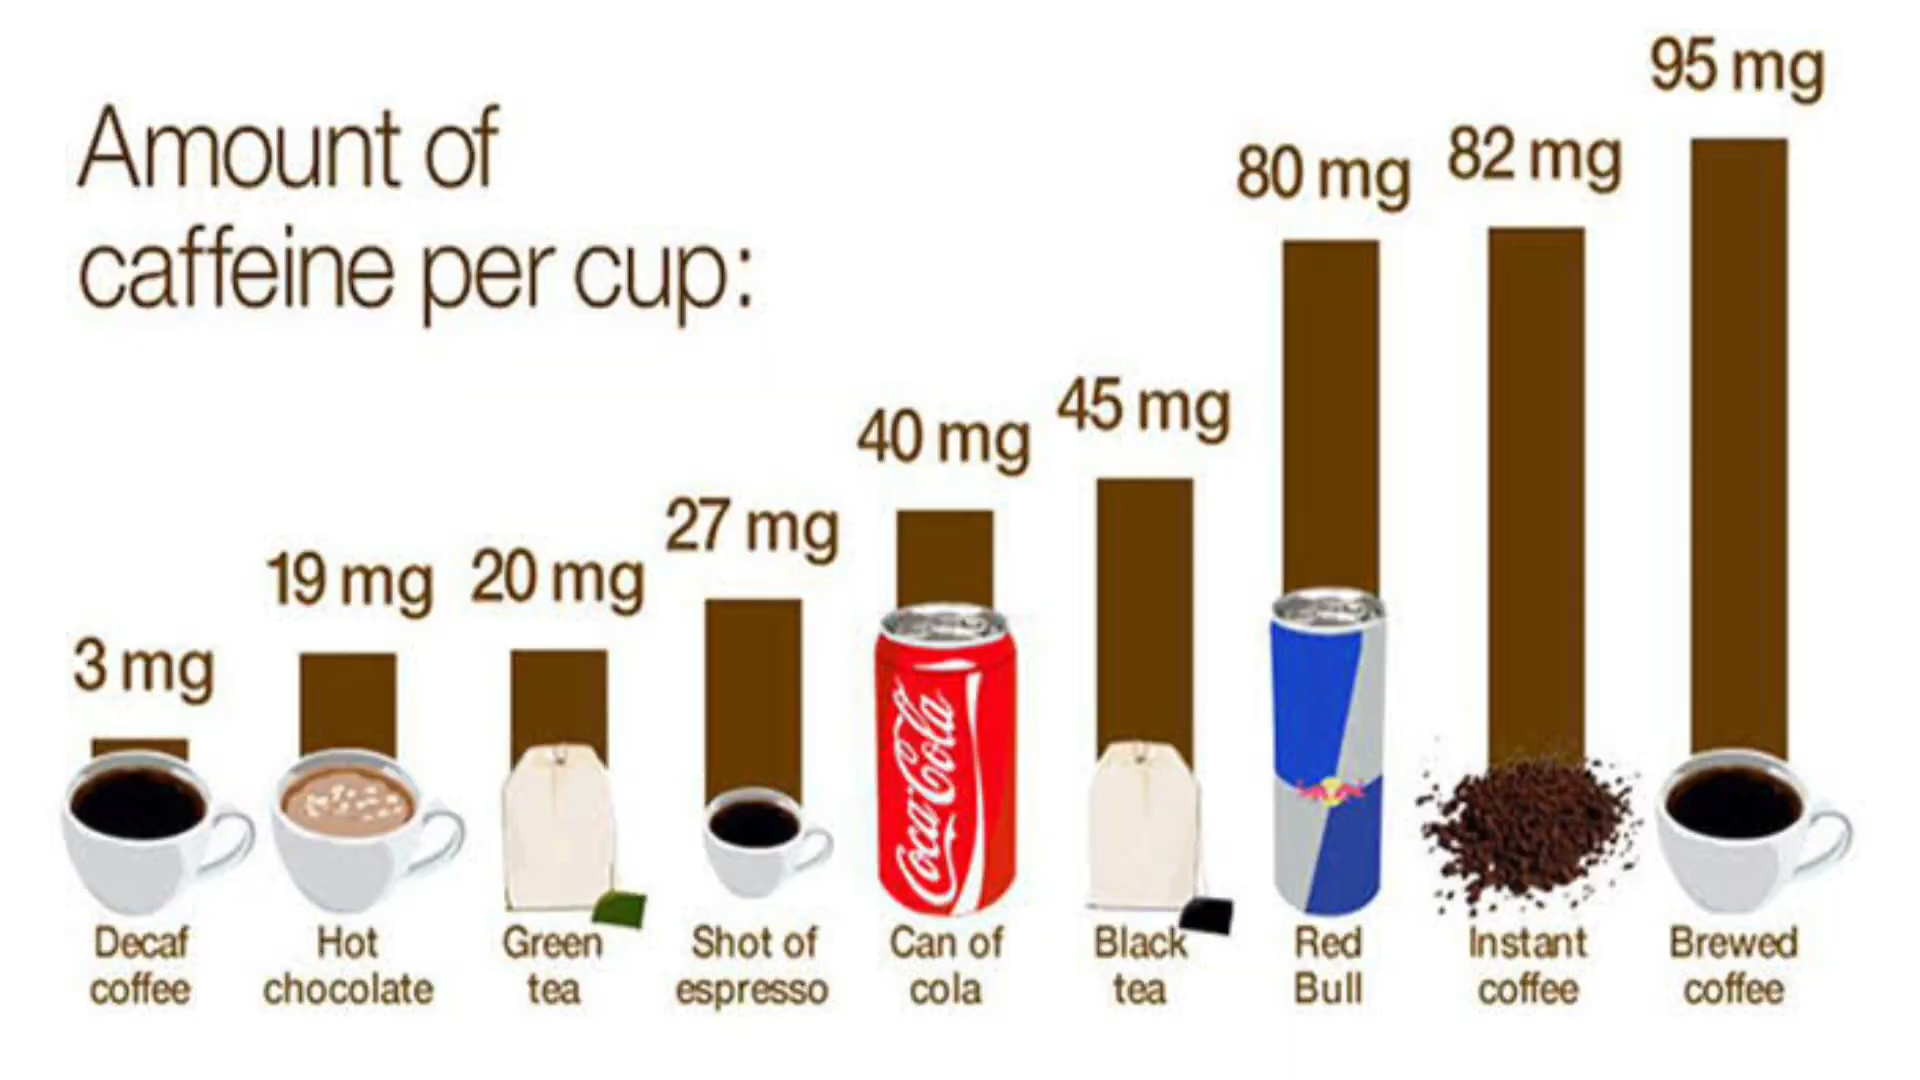 Amount of
caffeine per cup:
3 mg
19 mg
20 mg
27 mg
40 mg
45 mg
80 mg
82 mg
95 mg
Coca-Cola
Decaf
coffee
Hot
chocolate
Green
tea
Shot of
espresso
Can of
cola
Black
tea
Red
Bull
Instant
coffee
Brewed
coffee